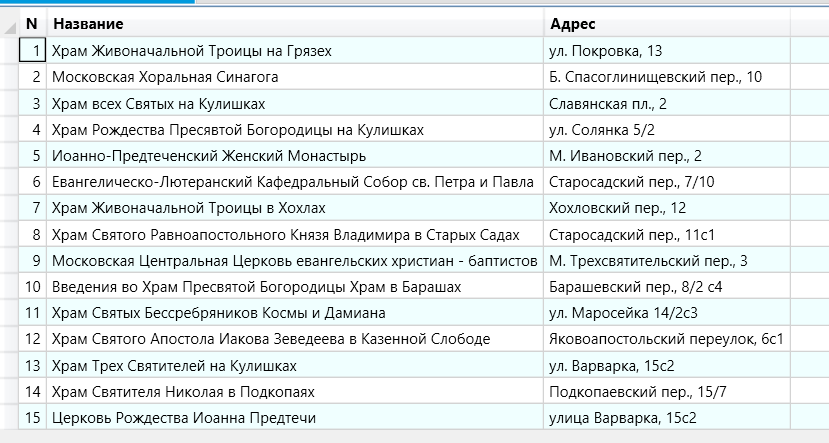 N Название Адрес
1 Храм Живоначальной Троицы на Грязех ул. Покровка, 13
2 Московская Хоральная Синагога Б. Спасоглинищевский пер., 10
3 Храм всех Святых на Кулишках Славянская пл., 2
4 Храм Рождества Пресявтой Богородицы на Кулишках ул. Солянка 5/2
5 Иоанно-Предтеченский Женский Монастырь М. Ивановский пер., 2
6 Евангелическо-Лютеранский Кафедральный Собор св. Петра и Павла Старосадский пер., 7/10
7 Храм Живоначальной Троицы в Хохлах Хохловский пер., 12
8 Храм Святого Равноапостольного Князя Владимира в Старых Садах Старосадский пер., 11с1
9 Московская Центральная Церковь евангельских христиан - баптистов М. Трехсвятительский пер., 3
10 Введения во Храм Пресвятой Богородицы Храм в Барашах Барашевский пер., 8/2 с4
11 Храм Святых Бессребряников Космы и Дамиана ул. Маросейка 14/2с3
12 Храм Святого Апостола Иакова Зеведеева в Казенной Слободе Яковоапостольский переулок, 6с1
13 Храм Трех Святителей на Кулишках ул. Варварка, 15с2
14 Храм Святителя Николая в Подкопаях Подкопаевский пер., 15/7
15 Церковь Рождества Иоанна Предтечи улица Варварка, 15с2